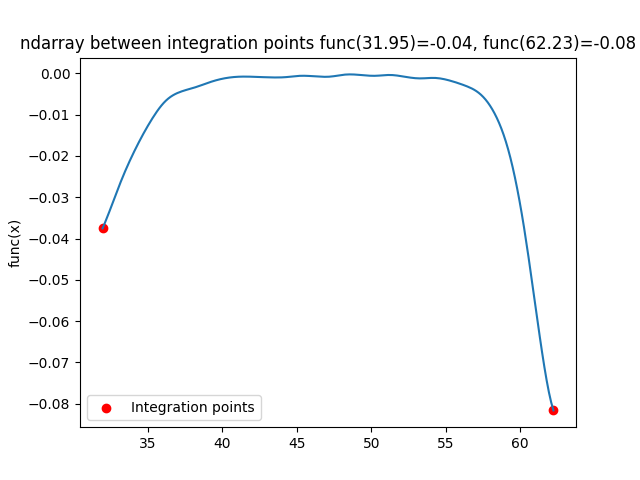 ndarray between integration points func(31.95)=-0.04, func(62.23)=-0.08
0.00
−0.01
−0.02
−0.03
−0.04
−0.05
−0.06
−0.07
−0.08
func(x)
Integration points
35 40 45 50 55 60